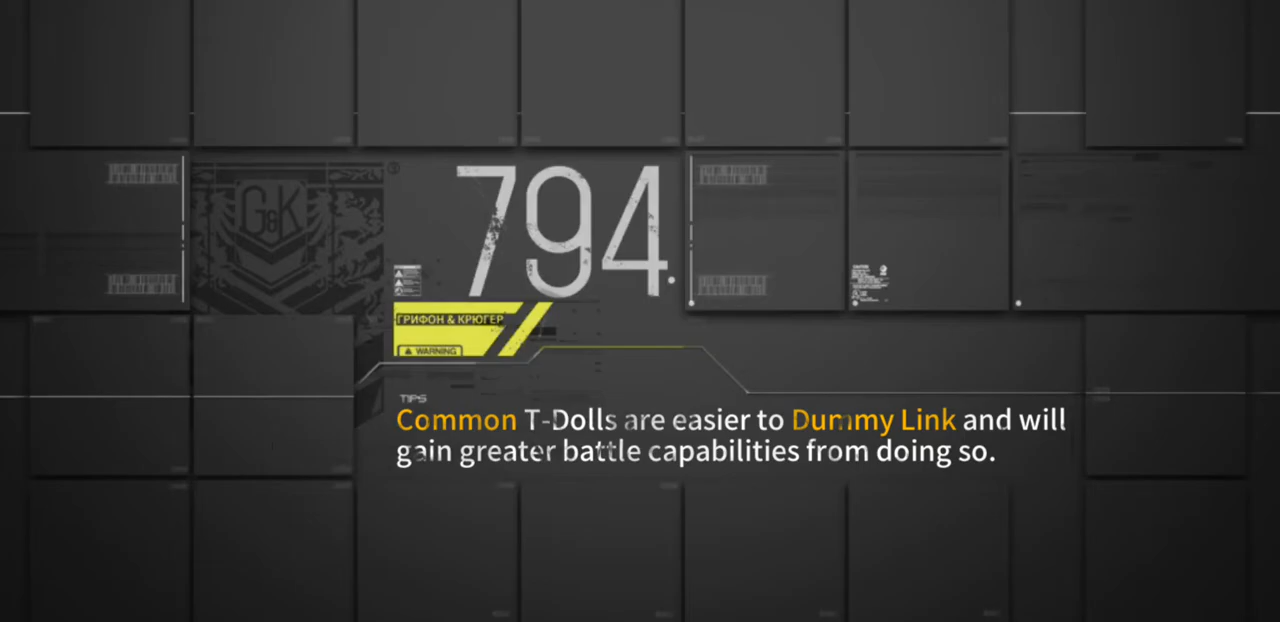 G&K
794.
ГРИФОН & КРЮГЕР
WARNING
TIPS
Common T-Dolls are easier to Dummy Link and will
gain greater battle capabilities from doing so.